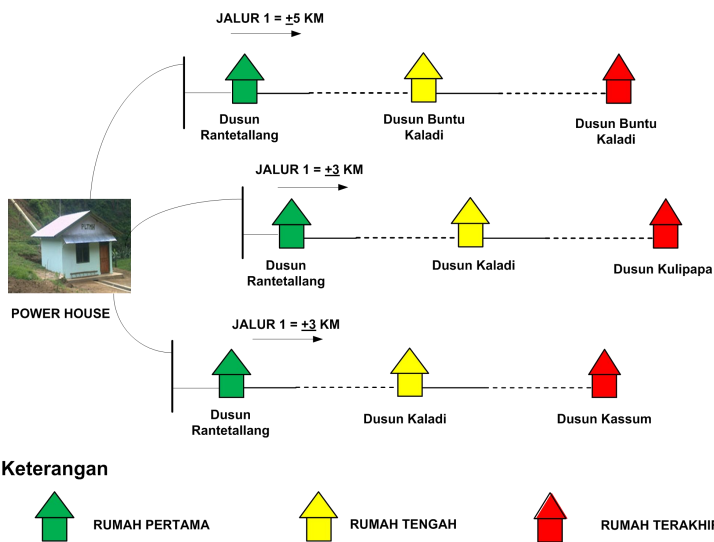 JALUR 1 = +5 KM
Dusun
Rantetallang
Dusun Buntu
Kaladi
Dusun Buntu
Kaladi
JALUR 1 = +3 KM
Dusun
Rantetallang
Dusun Kaladi
Dusun Kulipapa
POWER HOUSE
JALUR 1 = +3 KM
Dusun
Rantetallang
Dusun Kaladi
Dusun Kassum
Keterangan
RUMAH PERTAMA
RUMAH TENGAH
RUMAH TERAKHIR